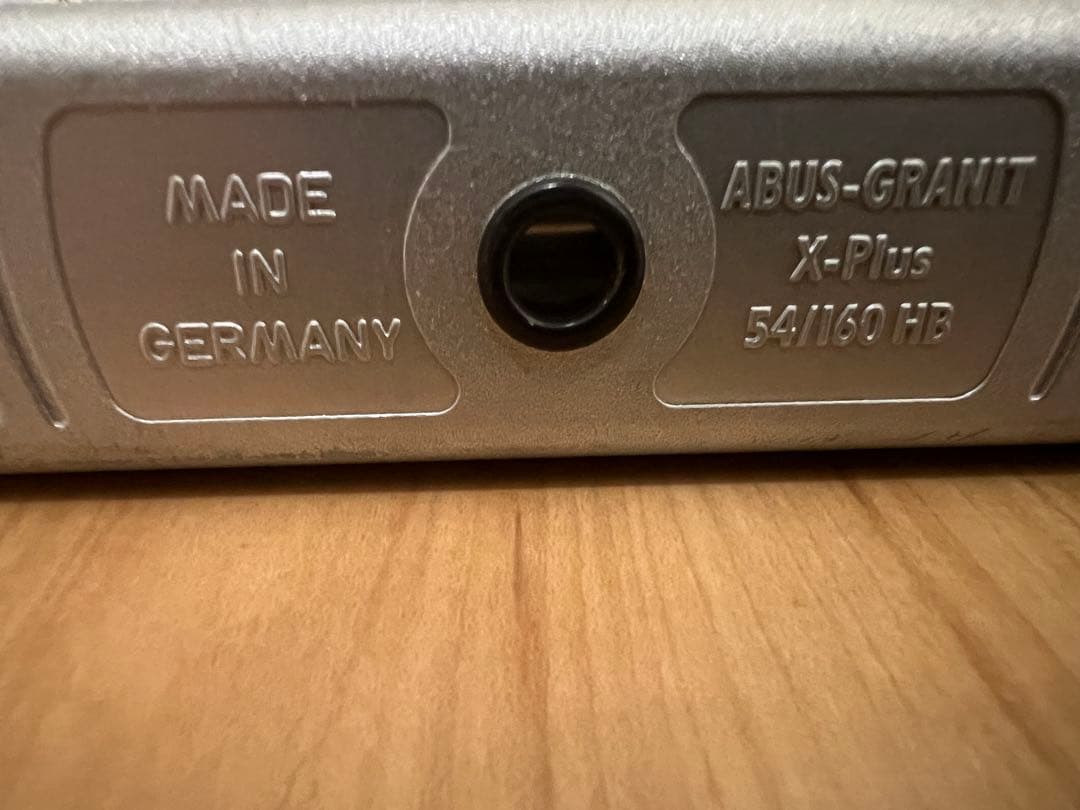 MADE
IN
GERMANY
ABUS-GRANIT
X-Plus
54/160 HB